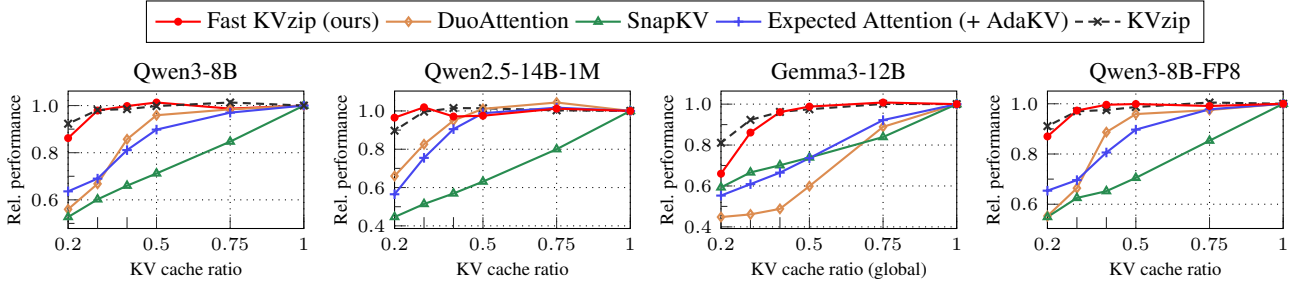 Fast KVzip (ours) DuoAttention SnapKV Expected Attention (+ AdaKV) KVzip
Qwen3-8B
Rel. performance
1.0
0.8
0.6
0.2 0.5 0.75 1
KV cache ratio
Qwen2.5-14B-1M
Rel. performance
1.0
0.8
0.6
0.4
0.2 0.5 0.75 1
KV cache ratio
Gemma3-12B
Rel. performance
1.0
0.8
0.6
0.4
0.2 0.5 0.75 1
KV cache ratio (global)
Qwen3-8B-FP8
Rel. performance
1.0
0.8
0.6
0.2 0.5 0.75 1
KV cache ratio